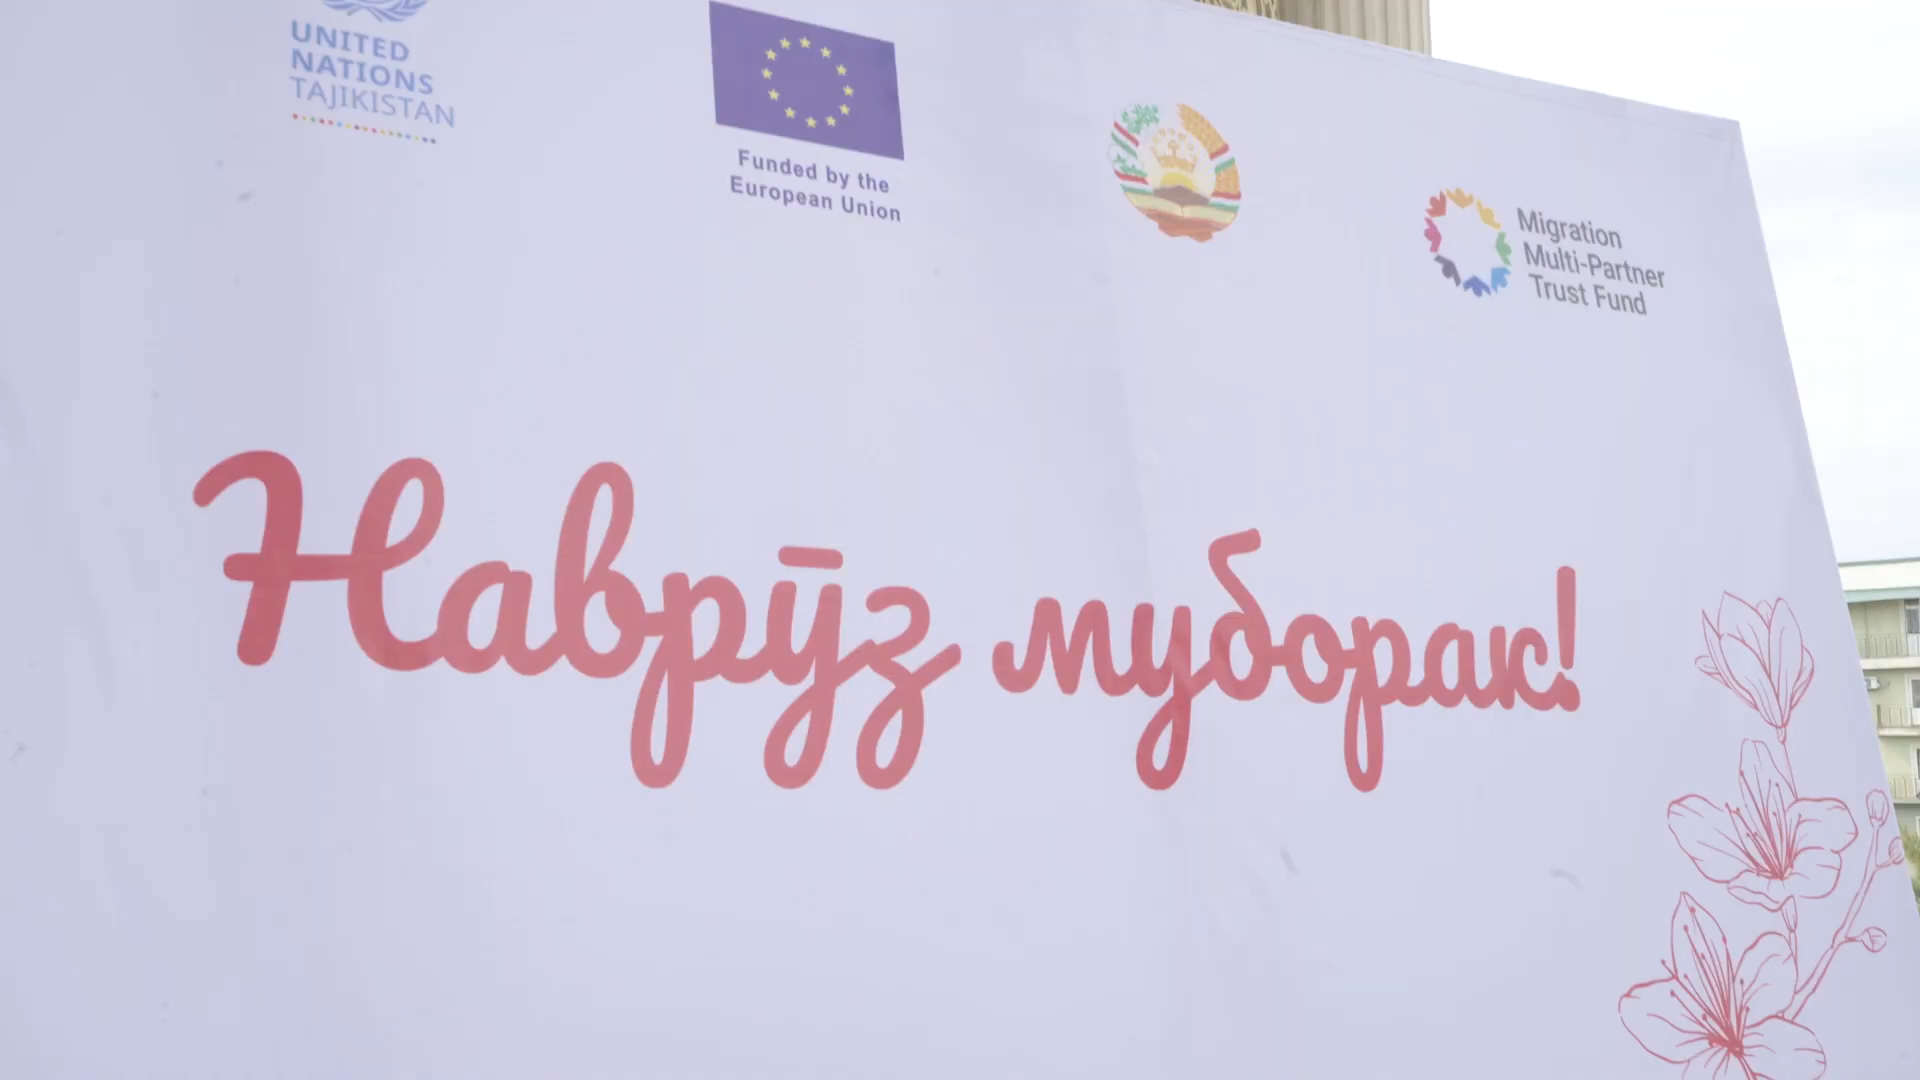 UNITED
NATIONS
TAJIKISTAN
Funded by the
European Union
Migration
Multi-Partner
Trust Fund
Наврӯз муборак!